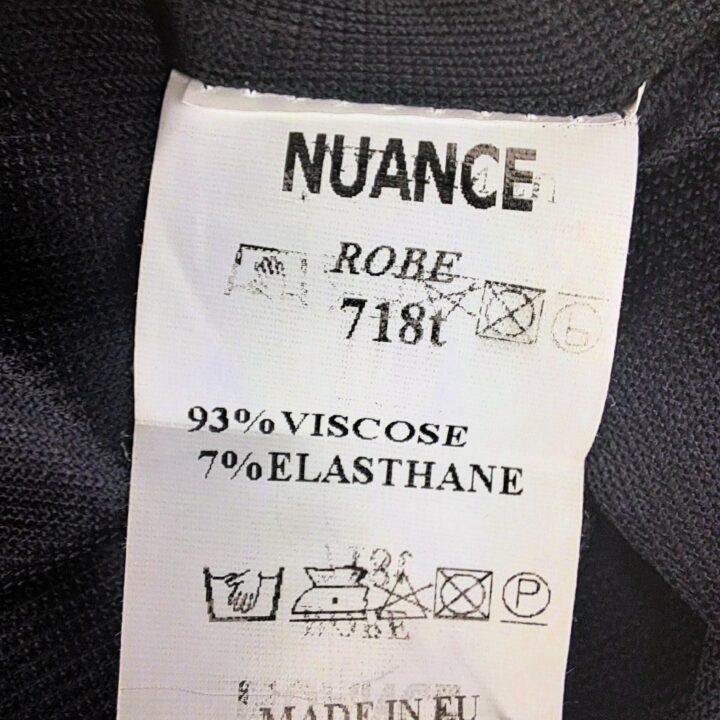 NUANCE
ROBE
718t
93%VISCOSE
7%ELASTHANE
P
MADE IN EU